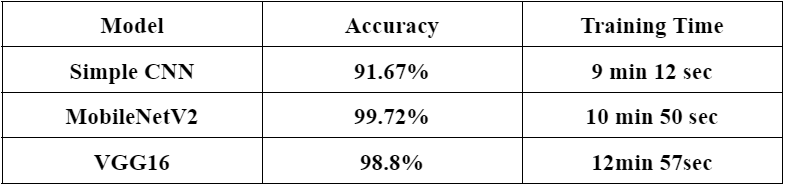 Model Accuracy Training Time
Simple CNN 91.67% 9 min 12 sec
MobileNetV2 99.72% 10 min 50 sec
VGG16 98.8% 12min 57sec